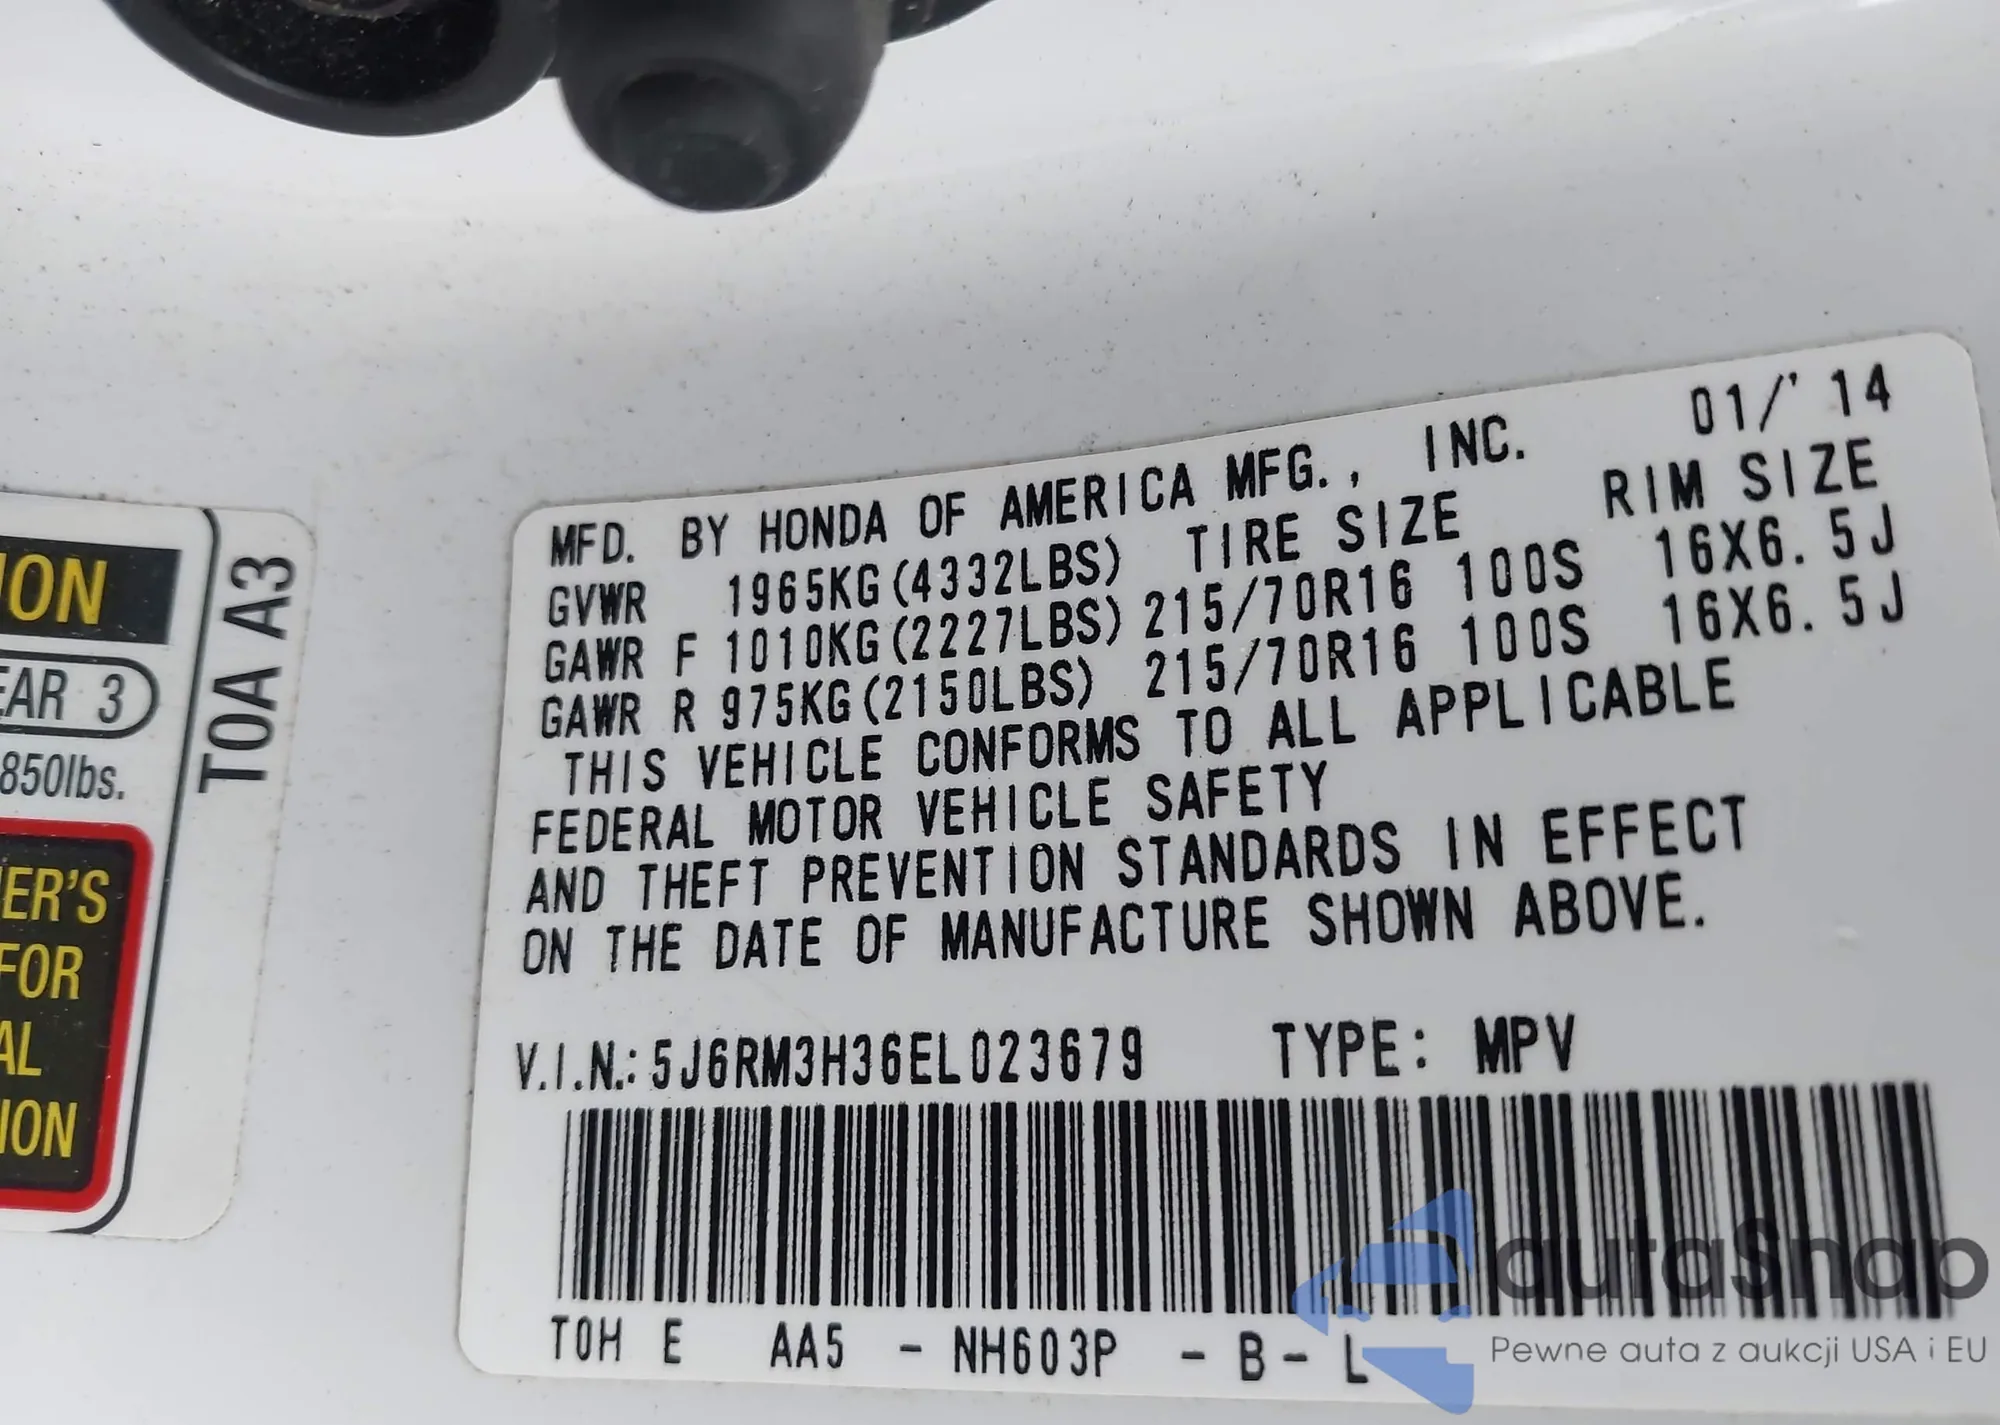 ION
EAR 3
850lbs.
ER'S
FOR
AL
ION
T0A A3
MFD. BY HONDA OF AMERICA MFG., INC. 01/'14
GVWR 1965KG(4332LBS) TIRE SIZE RIM SIZE
GAWR F 1010KG(2227LBS) 215/70R16 100S 16X6.5J
GAWR R 975KG(2150LBS) 215/70R16 100S 16X6.5J
THIS VEHICLE CONFORMS TO ALL APPLICABLE
FEDERAL MOTOR VEHICLE SAFETY
AND THEFT PREVENTION STANDARDS IN EFFECT
ON THE DATE OF MANUFACTURE SHOWN ABOVE.
V.I.N.: 5J6RM3H36EL023679 TYPE: MPV
T0H E AA5 - NH603P - B - L
autaSnap
Pewne auta z aukcji USA i EU